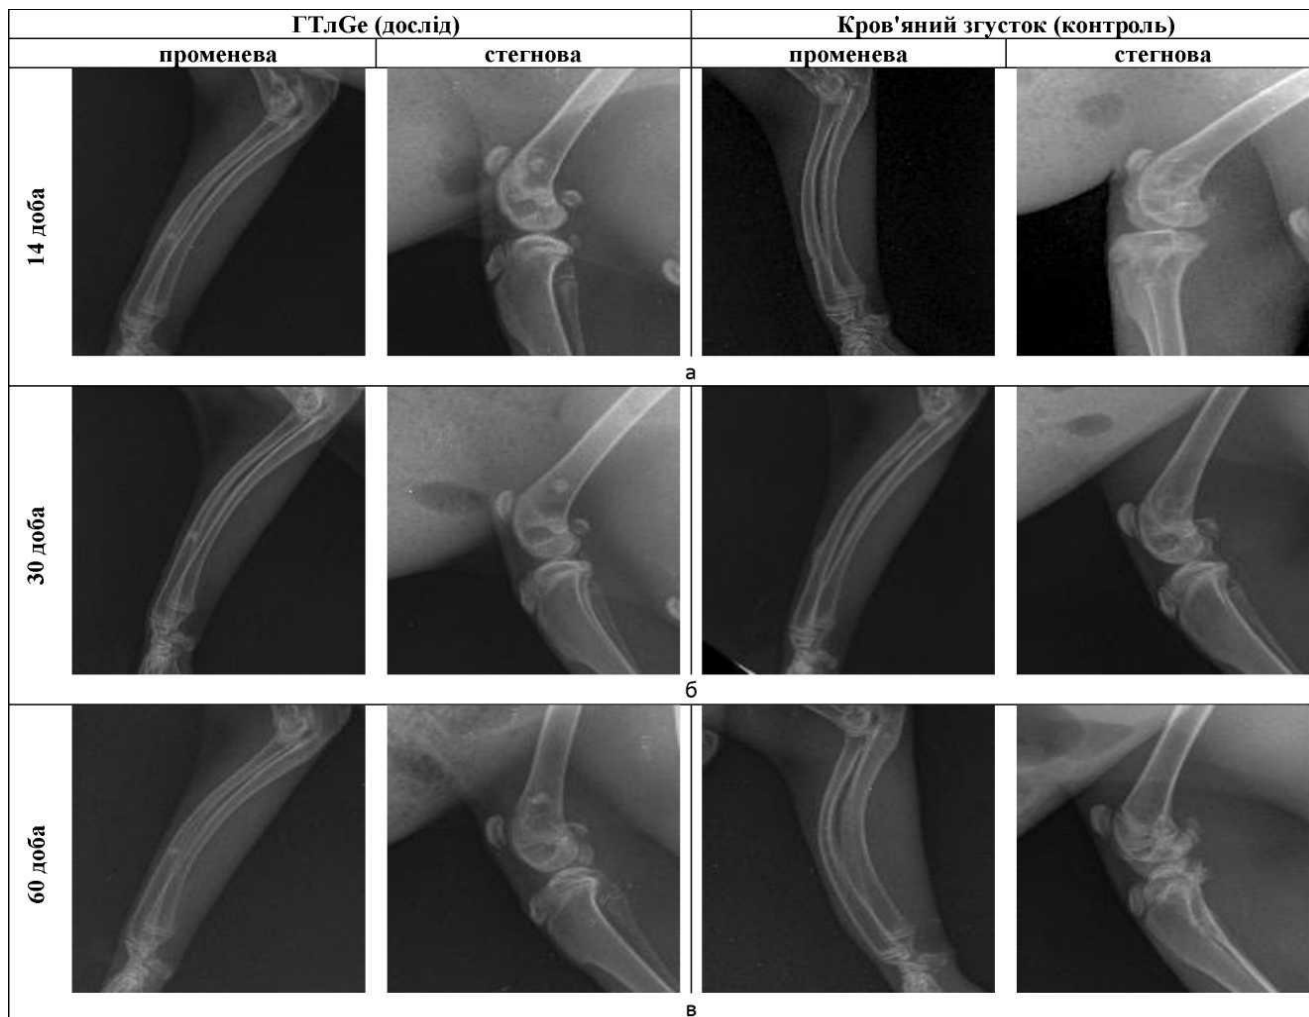 ГТлGe (дослід) Кров'яний згусток (контроль)
променева стегнова променева стегнова
14 доба
а
30 доба
б
60 доба
в